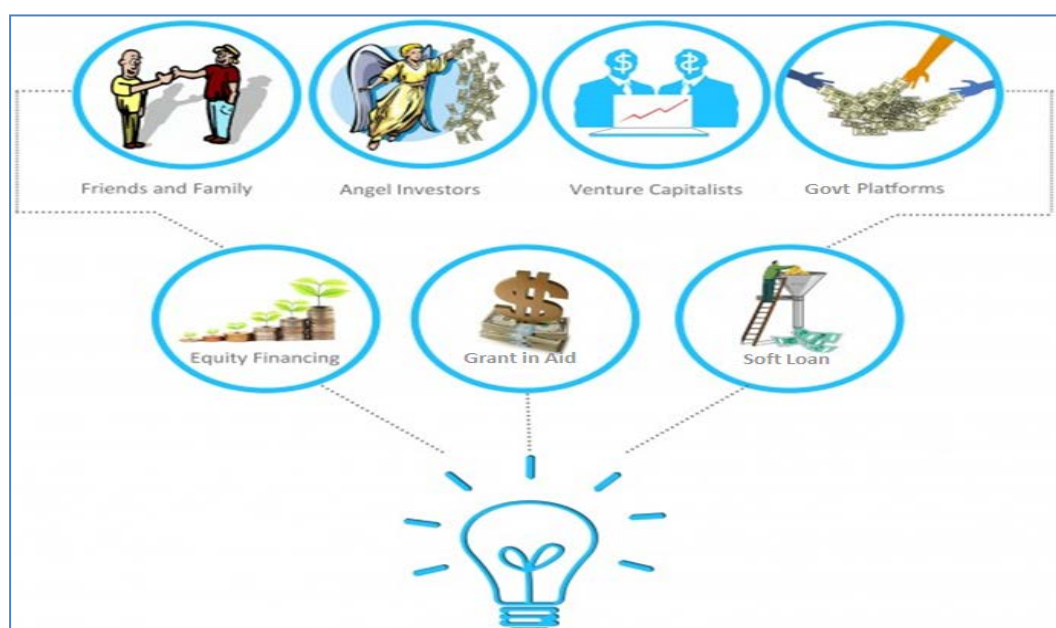 Friends and Family
Angel Investors
Venture Capitalists
Govt Platforms
Equity Financing
Grant in Aid
Soft Loan